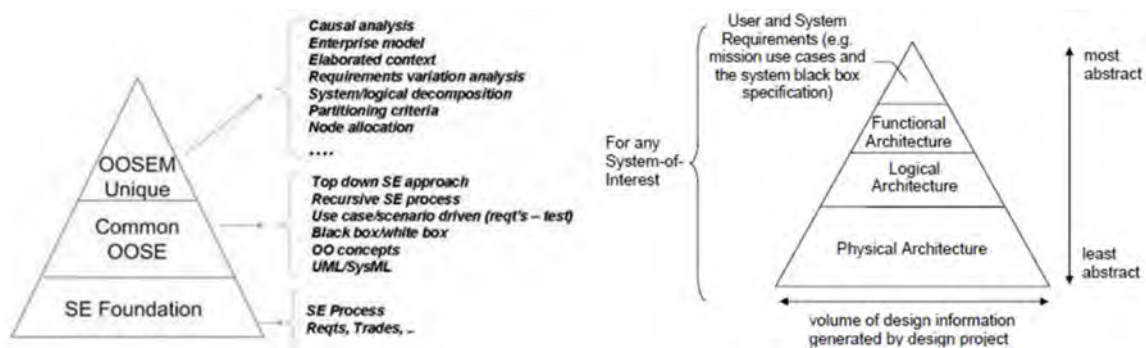 Causal analysis
Enterprise model
Elaborated context
Requirements variation analysis
System/logical decomposition
Partitioning criteria
Node allocation
....
OOSEM
Unique
Top down SE approach
Recursive SE process
Use case/scenario driven (reqt's – test)
Black box/white box
OO concepts
UML/SysML
Common
OOSE
SE Foundation
SE Process
Reqts, Trades, ..
User and System
Requirements (e.g.
mission use cases and
the system black box
specification)
For any
System-of-
Interest
Functional
Architecture
Logical
Architecture
Physical Architecture
most
abstract
least
abstract
volume of design information
generated by design project